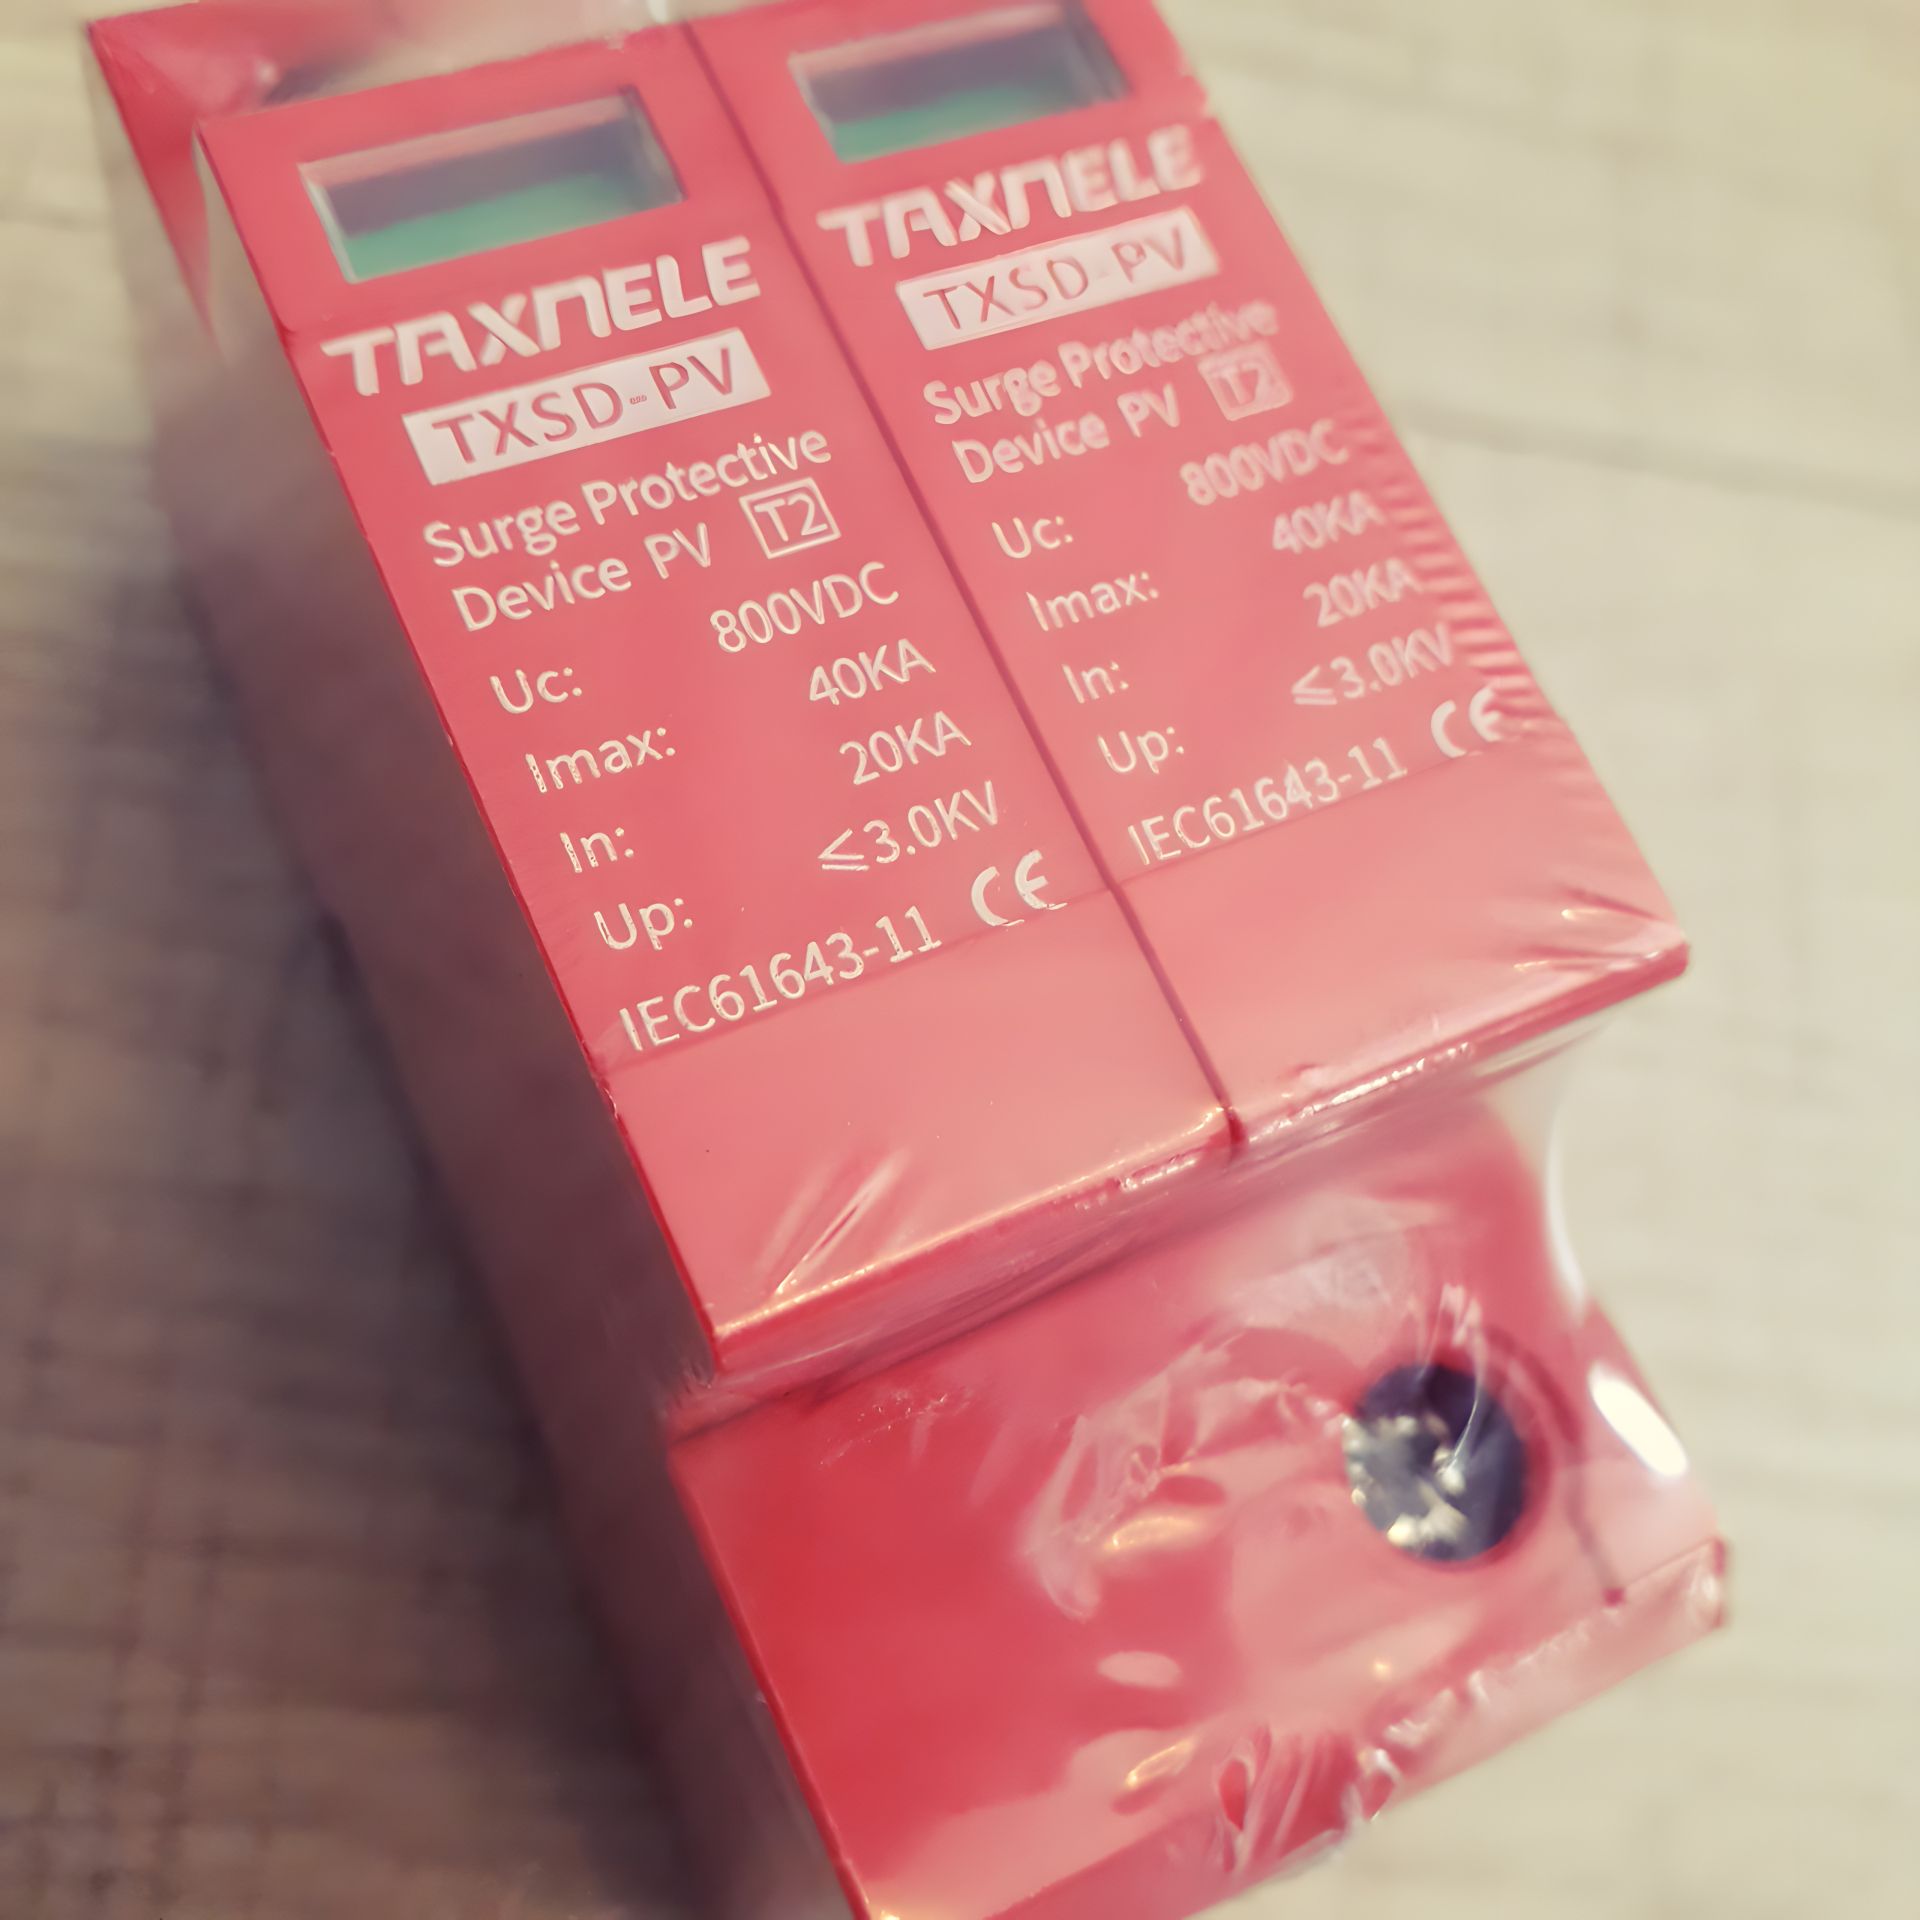 TAXNELE
TXSD-PV
Surge Protective
Device PV T2
Uc: 800VDC
Imax: 40KA
In: 20KA
Up: ≤3.0KV
IEC61643-11 CE
TAXNELE
TXSD-PV
Surge Protective
Device PV T2
Uc: 800VDC
Imax: 40KA
In: 20KA
Up: ≤3.0KV
IEC61643-11 CE